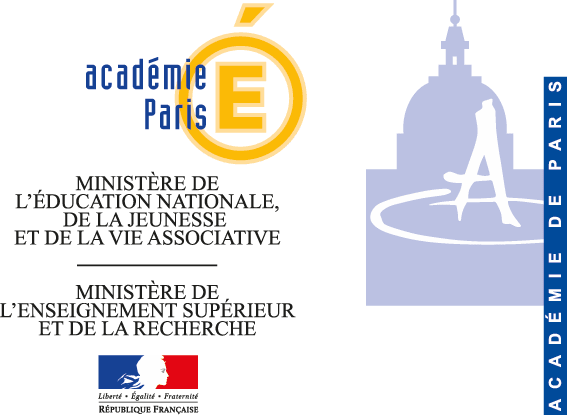 académie
Paris
É
MINISTÈRE DE
L'ÉDUCATION NATIONALE,
DE LA JEUNESSE
ET DE LA VIE ASSOCIATIVE
MINISTÈRE DE
L'ENSEIGNEMENT SUPÉRIEUR
ET DE LA RECHERCHE
Liberté • Égalité • Fraternité
RÉPUBLIQUE FRANÇAISE
A
ACADÉMIE DE PARIS